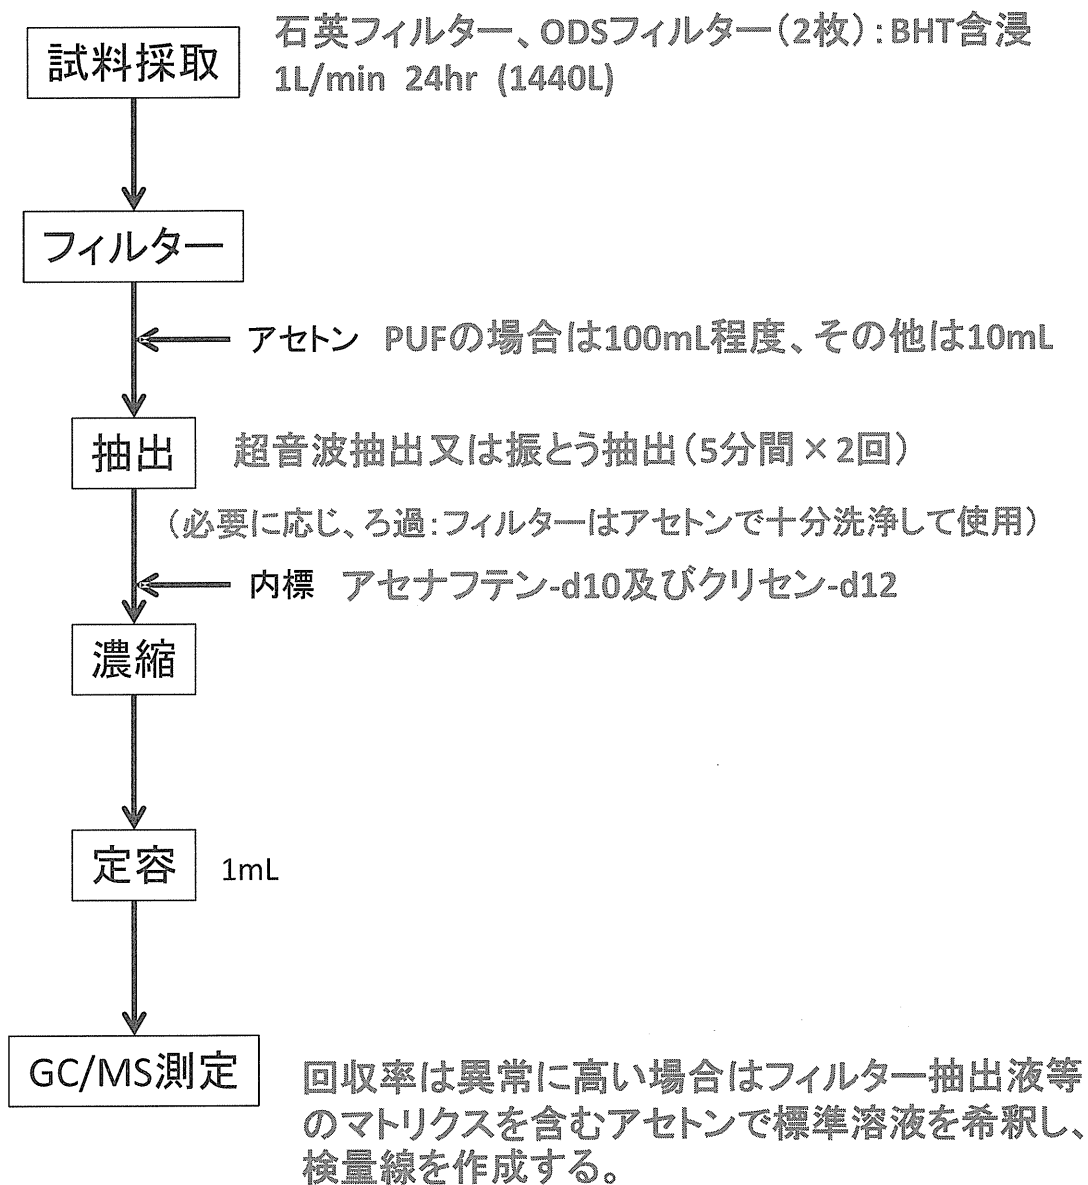 試料採取
石英フィルター、ODSフィルター(2枚):BHT含浸
1L/min 24hr (1440L)
フィルター
アセトン PUFの場合は100mL程度、その他は10mL
抽出 超音波抽出又は振とう抽出(5分間×2回)
(必要に応じ、ろ過:フィルターはアセトンで十分洗浄して使用)
内標 アセナフテン-d10及びクリセン-d12
濃縮
定容 1mL
GC/MS測定
回収率は異常に高い場合はフィルター抽出液等
のマトリクスを含むアセトンで標準溶液を希釈し、
検量線を作成する。